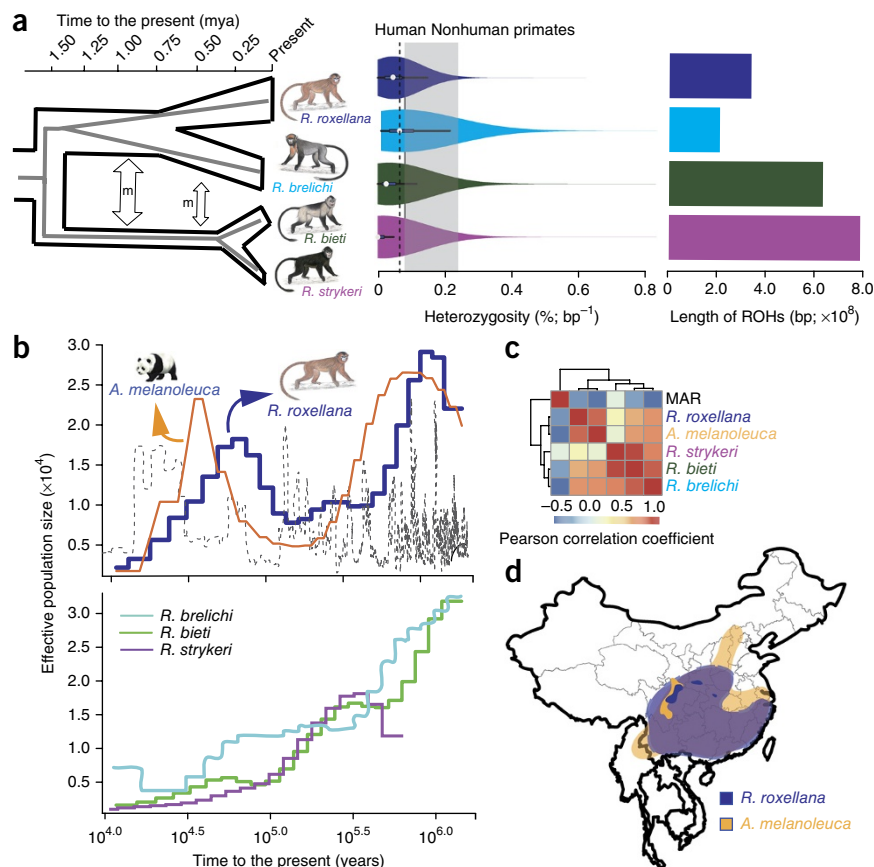 a
Time to the present (mya)
1.50
1.25
1.00
0.75
0.50
0.25
Present
m
m
R. roxellana
R. brelichi
R. bieti
R. strykeri
Human Nonhuman primates
0
0.2
0.4
0.6
0.8
Heterozygosity (%; bp⁻¹)
0
2.0
4.0
6.0
8.0
Length of ROHs (bp; ×10⁸)
b
Effective population size (×10⁴)
3.0
2.5
2.0
1.5
1.0
0.5
A. melanoleuca
R. roxellana
3.0
2.5
2.0
1.5
1.0
0.5
R. brelichi
R. bieti
R. strykeri
10⁴·⁰
10⁴·⁵
10⁵·⁰
10⁵·⁵
10⁶·⁰
Time to the present (years)
c
MAR
R. roxellana
A. melanoleuca
R. strykeri
R. bieti
R. brelichi
−0.5 0.0 0.5 1.0
Pearson correlation coefficient
d
R. roxellana
A. melanoleuca